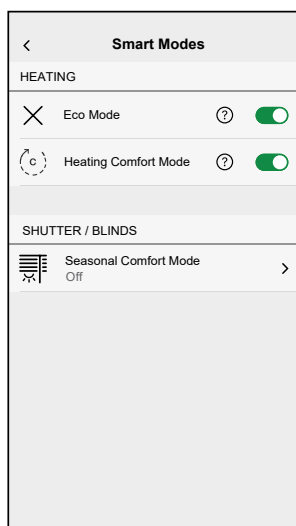 Smart Modes
HEATING
Eco Mode ?
C Heating Comfort Mode ?
SHUTTER / BLINDS
Seasonal Comfort Mode
Off